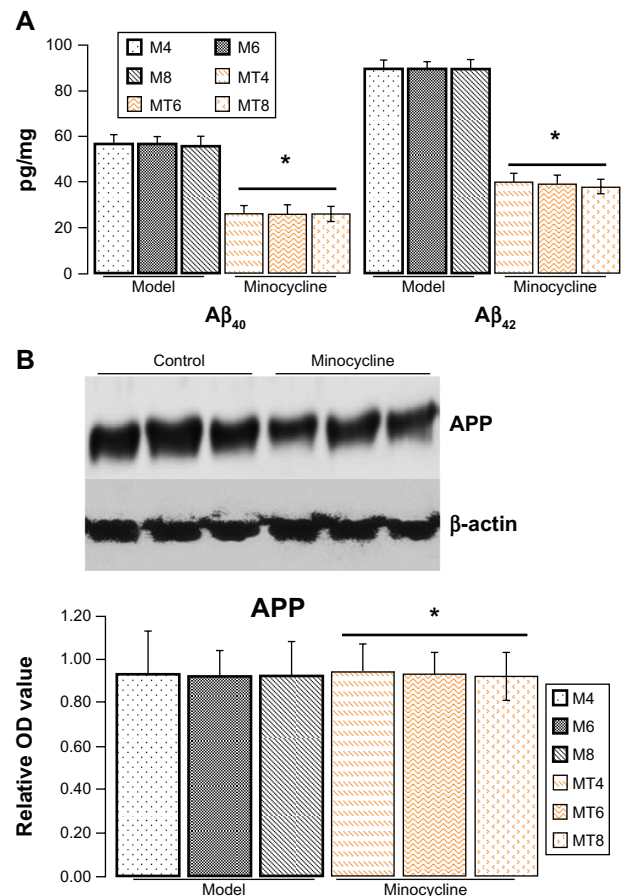 A
100
80
60
40
20
0
pg/mg
M4 M6
M8 MT4
MT6 MT8
*
*
Model Minocycline Model Minocycline
Aβ40 Aβ42
B
Control Minocycline
APP
β-actin
APP
*
1.20
1.00
0.80
0.60
0.40
0.20
0.00
Relative OD value
M4
M6
M8
MT4
MT6
MT8
Model Minocycline